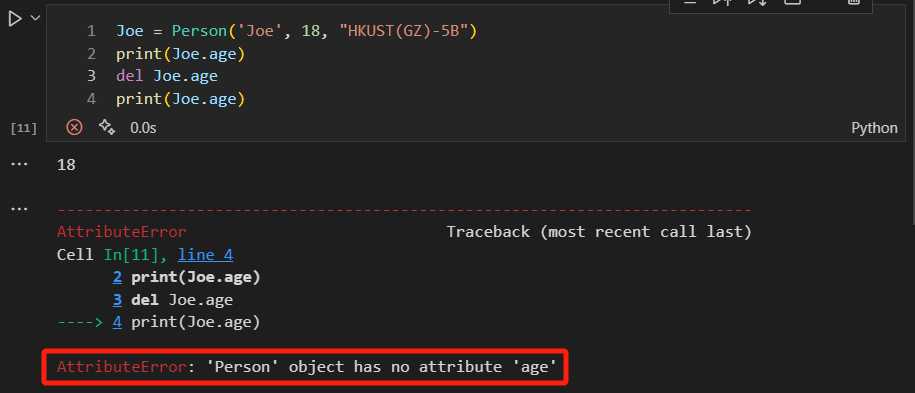 1 Joe = Person('Joe', 18, "HKUST(GZ)-5B")
2 print(Joe.age)
3 del Joe.age
4 print(Joe.age)
[11] 0.0s Python
... 18
... ---------------------------------------------------------------------------
AttributeError Traceback (most recent call last)
Cell In[11], line 4
2 print(Joe.age)
3 del Joe.age
----> 4 print(Joe.age)
AttributeError: 'Person' object has no attribute 'age'